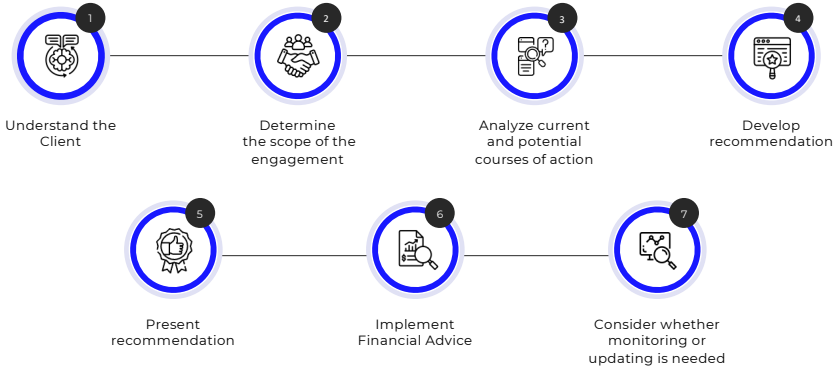 1
Understand the
Client
2
Determine
the scope of the
engagement
3
Analyze current
and potential
courses of action
4
Develop
recommendation
5
Present
recommendation
6
Implement
Financial Advice
7
Consider whether
monitoring or
updating is needed